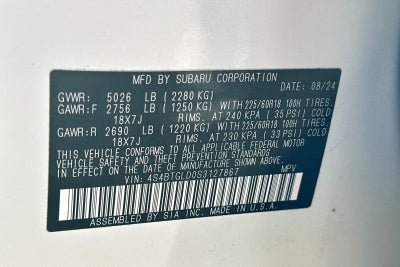 MFD BY SUBARU CORPORATION
DATE: 08/24
GVWR: 5026 LB (2280 KG)
GAWR:F 2756 LB (1250 KG) WITH 225/60R18 100H TIRES.
18X7J RIMS. AT 240 KPA ( 35 PSI) COLD
GAWR:R 2690 LB (1220 KG) WITH 225/60R18 100H TIRES.
18X7J RIMS. AT 230 KPA ( 33 PSI) COLD
THIS VEHICLE CONFORMS TO ALL APPLICABLE FEDERAL MOTOR
VEHICLE SAFETY AND THEFT PREVENTION STANDARDS
IN EFFECT ON THE DATE OF MANUFACTURE SHOWN ABOVE.
VIN: 4S4BTGLD0S3127867 MPV
ASSEMBLED BY SIA INC. MADE IN U.S.A.